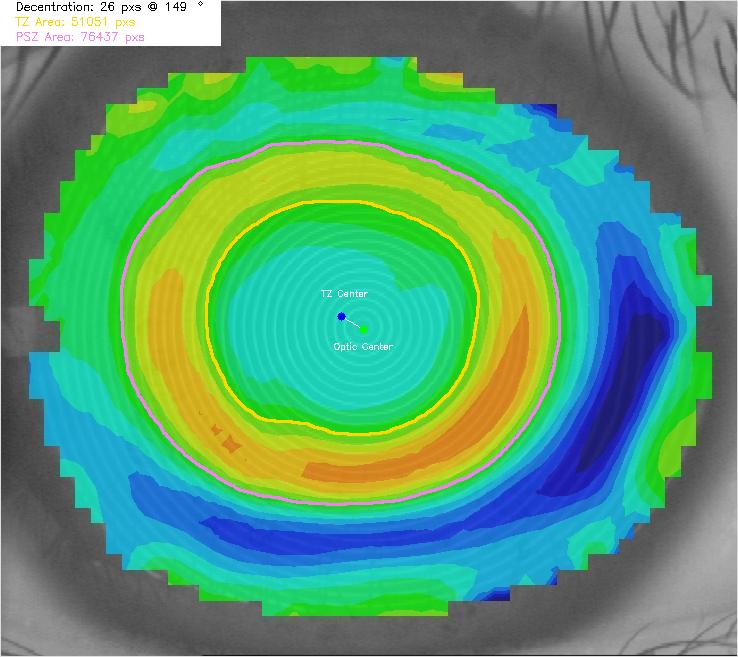 Decentration: 26 pxs @ 149 °
TZ Area: 51051 pxs
PSZ Area: 76437 pxs
TZ Center
Optic Center